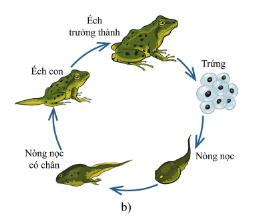 Ếch
trưởng thành
Trứng
Ếch con
Nòng nọc
có chân
Nòng nọc
b)